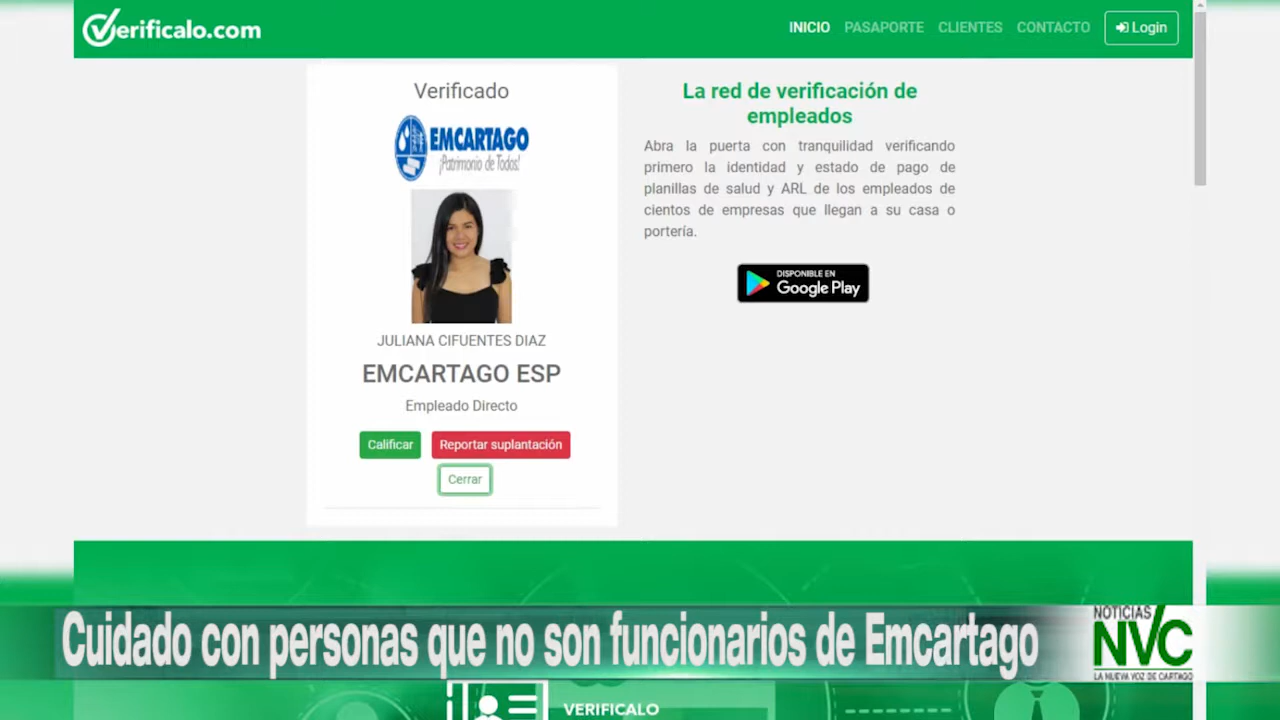 Verificalo.com
INICIO PASAPORTE CLIENTES CONTACTO Login
Verificado
EMCARTAGO
¡Patrimonio de Todos!
JULIANA CIFUENTES DIAZ
EMCARTAGO ESP
Empleado Directo
Calificar Reportar suplantación
Cerrar
La red de verificación de
empleados
Abra la puerta con tranquilidad verificando
primero la identidad y estado de pago de
planillas de salud y ARL de los empleados de
cientos de empresas que llegan a su casa o
portería.
DISPONIBLE EN
Google Play
Cuidado con personas que no son funcionarios de Emcartago
NOTICIAS
NVC
LA NUEVA VOZ DE CARTAGO
VERIFICALO